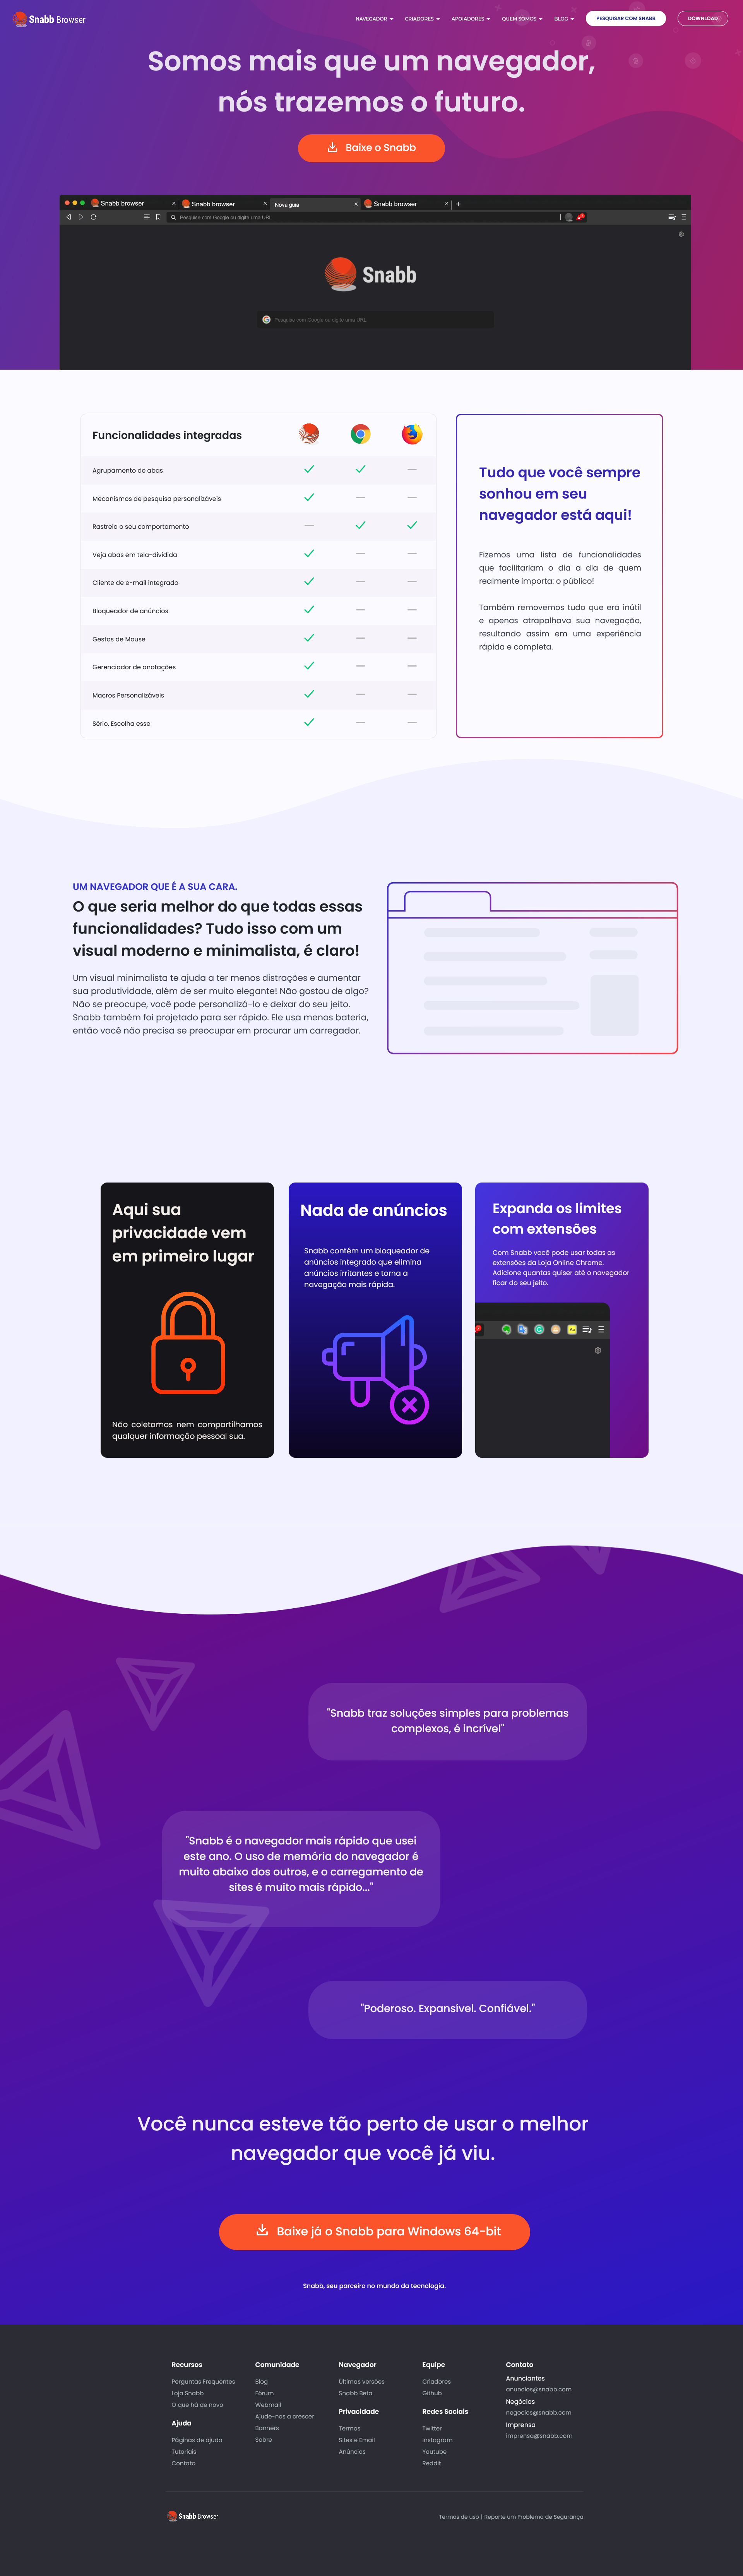 Snabb Browser
NAVEGADOR CRIADORES APOIADORES QUEM SOMOS BLOG PESQUISAR COM SNABB DOWNLOAD
Somos mais que um navegador,
nós trazemos o futuro.
Baixe o Snabb
Snabb browser Snabb browser Nova guia Snabb browser
Pesquise com Google ou digite uma URL
Snabb
Pesquise com Google ou digite uma URL
Funcionalidades integradas
Agrupamento de abas
Mecanismos de pesquisa personalizáveis
Rastreia o seu comportamento
Veja abas em tela-dividida
Cliente de e-mail integrado
Bloqueador de anúncios
Gestos de Mouse
Gerenciador de anotações
Macros Personalizáveis
Sério. Escolha esse
Tudo que você sempre
sonhou em seu
navegador está aqui!
Fizemos uma lista de funcionalidades
que facilitariam o dia a dia de quem
realmente importa: o público!
Também removemos tudo que era inútil
e apenas atrapalhava sua navegação,
resultando assim em uma experiência
rápida e completa.
UM NAVEGADOR QUE É A SUA CARA.
O que seria melhor do que todas essas
funcionalidades? Tudo isso com um
visual moderno e minimalista, é claro!
Um visual minimalista te ajuda a ter menos distrações e aumentar
sua produtividade, além de ser muito elegante! Não gostou de algo?
Não se preocupe, você pode personalizá-lo e deixar do seu jeito.
Snabb também foi projetado para ser rápido. Ele usa menos bateria,
então você não precisa se preocupar em procurar um carregador.
Aqui sua
privacidade vem
em primeiro lugar
Não coletamos nem compartilhamos
qualquer informação pessoal sua.
Nada de anúncios
Snabb contém um bloqueador de
anúncios integrado que elimina
anúncios irritantes e torna a
navegação mais rápida.
Expanda os limites
com extensões
Com Snabb você pode usar todas as
extensões da Loja Online Chrome.
Adicione quantas quiser até o navegador
ficar do seu jeito.
"Snabb traz soluções simples para problemas
complexos, é incrível"
"Snabb é o navegador mais rápido que usei
este ano. O uso de memória do navegador é
muito abaixo dos outros, e o carregamento de
sites é muito mais rápido..."
"Poderoso. Expansível. Confiável."
Você nunca esteve tão perto de usar o melhor
navegador que você já viu.
Baixe já o Snabb para Windows 64-bit
Snabb, seu parceiro no mundo da tecnologia.
Recursos
Perguntas Frequentes
Loja Snabb
O que há de novo
Ajuda
Páginas de ajuda
Tutoriais
Contato
Comunidade
Blog
Fórum
Webmail
Ajude-nos a crescer
Banners
Sobre
Navegador
Últimas versões
Snabb Beta
Privacidade
Termos
Sites e Email
Anúncios
Equipe
Criadores
Github
Redes Sociais
Twitter
Instagram
Youtube
Reddit
Contato
Anunciantes
anuncios@snabb.com
Negócios
negocios@snabb.com
Imprensa
imprensa@snabb.com
Snabb Browser
Termos de uso | Reporte um Problema de Segurança